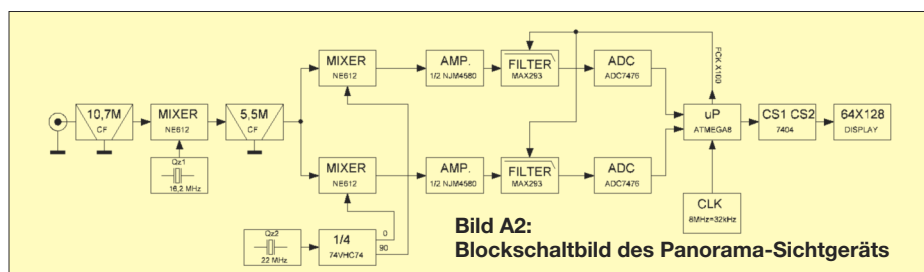 10,7M
CF
MIXER
NE612
Qz1
16,2 MHz
5,5M
CF
MIXER
NE612
AMP.
1/2 NJM4580
FILTER
MAX293
ADC
ADC7476
MIXER
NE612
AMP.
1/2 NJM4580
FILTER
MAX293
ADC
ADC7476
FCK X100
uP
ATMEGA8
CS1 CS2
7404
64X128
DISPLAY
Qz2
22 MHz
1/4
74VHC74
0
90
CLK
8MHz=32kHz
Bild A2:
Blockschaltbild des Panorama-Sichtgeräts